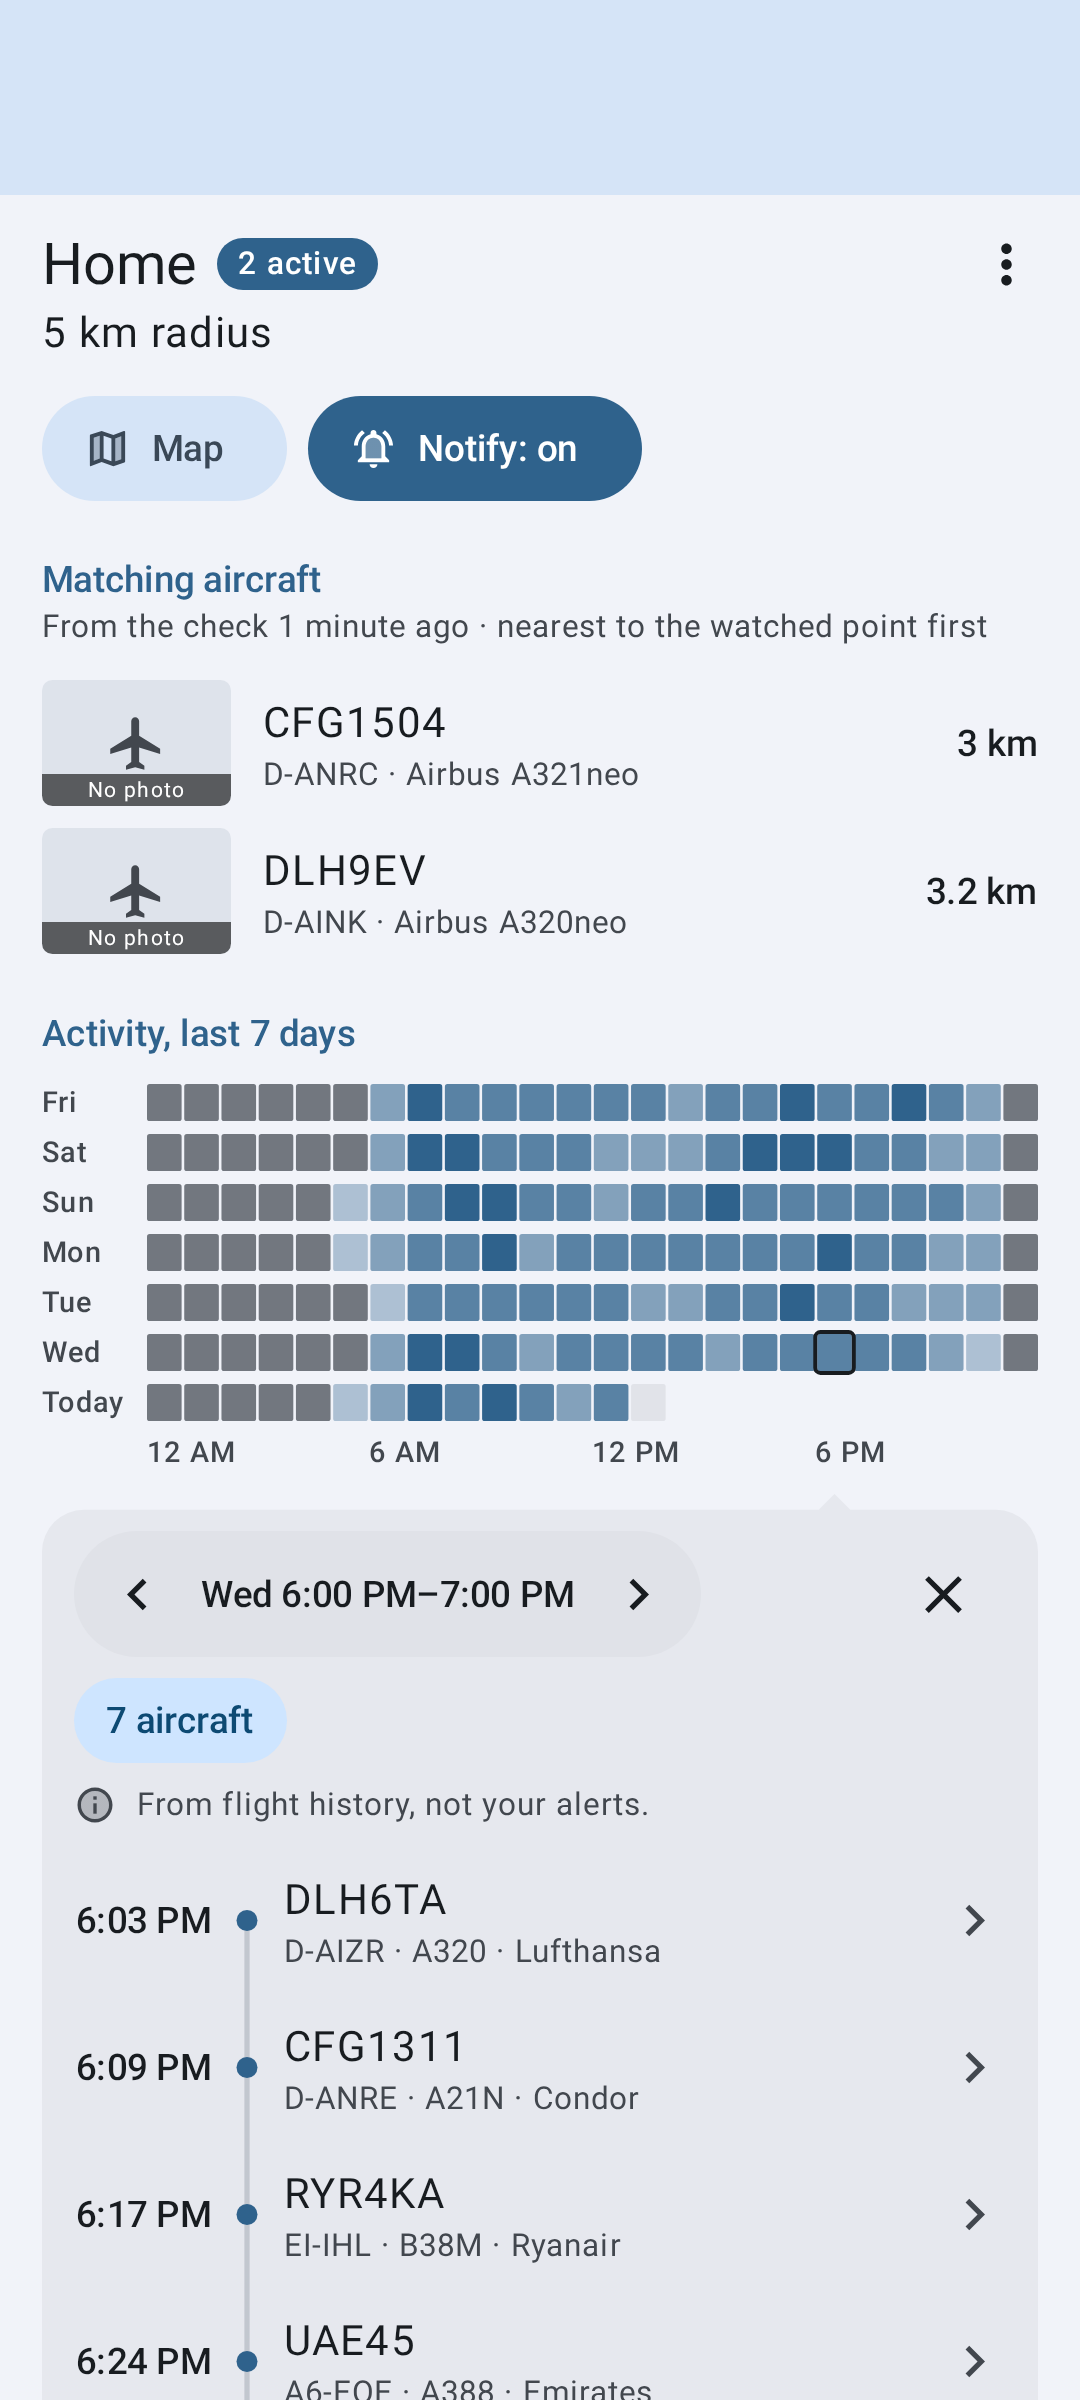 Home
2 active
5 km radius
Map
Notify: on
Matching aircraft
From the check 1 minute ago · nearest to the watched point first
No photo
CFG1504
D-ANRC · Airbus A321neo
3 km
No photo
DLH9EV
D-AINK · Airbus A320neo
3.2 km
Activity, last 7 days
Fri
Sat
Sun
Mon
Tue
Wed
Today
12 AM 6 AM 12 PM 6 PM
Wed 6:00 PM–7:00 PM
7 aircraft
From flight history, not your alerts.
6:03 PM
DLH6TA
D-AIZR · A320 · Lufthansa
6:09 PM
CFG1311
D-ANRE · A21N · Condor
6:17 PM
RYR4KA
EI-IHL · B38M · Ryanair
6:24 PM
UAE45
· A388 · Emirates